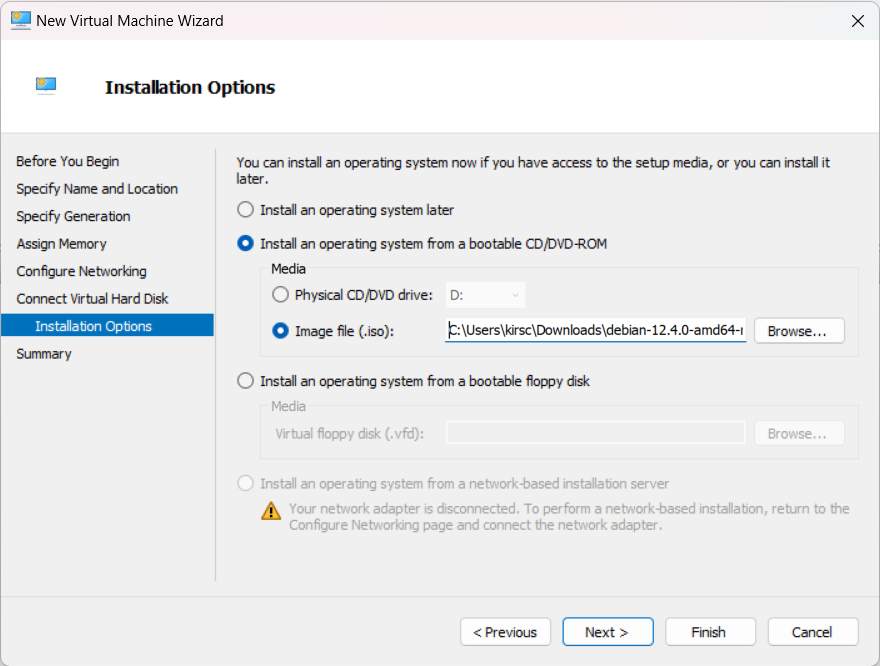 New Virtual Machine Wizard
Installation Options
Before You Begin
Specify Name and Location
Specify Generation
Assign Memory
Configure Networking
Connect Virtual Hard Disk
Installation Options
Summary
You can install an operating system now if you have access to the setup media, or you can install it
later.
Install an operating system later
Install an operating system from a bootable CD/DVD-ROM
Media
Physical CD/DVD drive: D:
Image file (.iso): C:\Users\kirsc\Downloads\debian-12.4.0-amd64- Browse...
Install an operating system from a bootable floppy disk
Media
Virtual floppy disk (.vfd): Browse...
Install an operating system from a network-based installation server
Your network adapter is disconnected. To perform a network-based installation, return to the
Configure Networking page and connect the network adapter.
< Previous Next > Finish Cancel